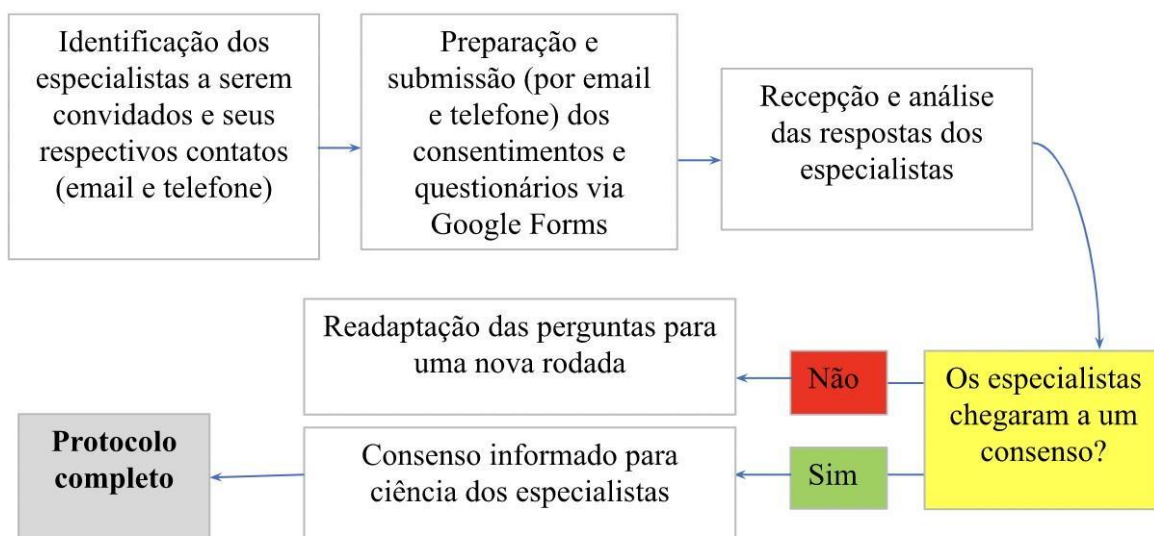 Identificação dos
especialistas a serem
convidados e seus
respectivos contatos
(email e telefone)
Preparação e
submissão (por email
e telefone) dos
consentimentos e
questionários via
Google Forms
Recepção e análise
das respostas dos
especialistas
Os especialistas
chegaram a um
consenso?
Não
Readaptação das perguntas para
uma nova rodada
Sim
Consenso informado para
ciência dos especialistas
Protocolo
completo